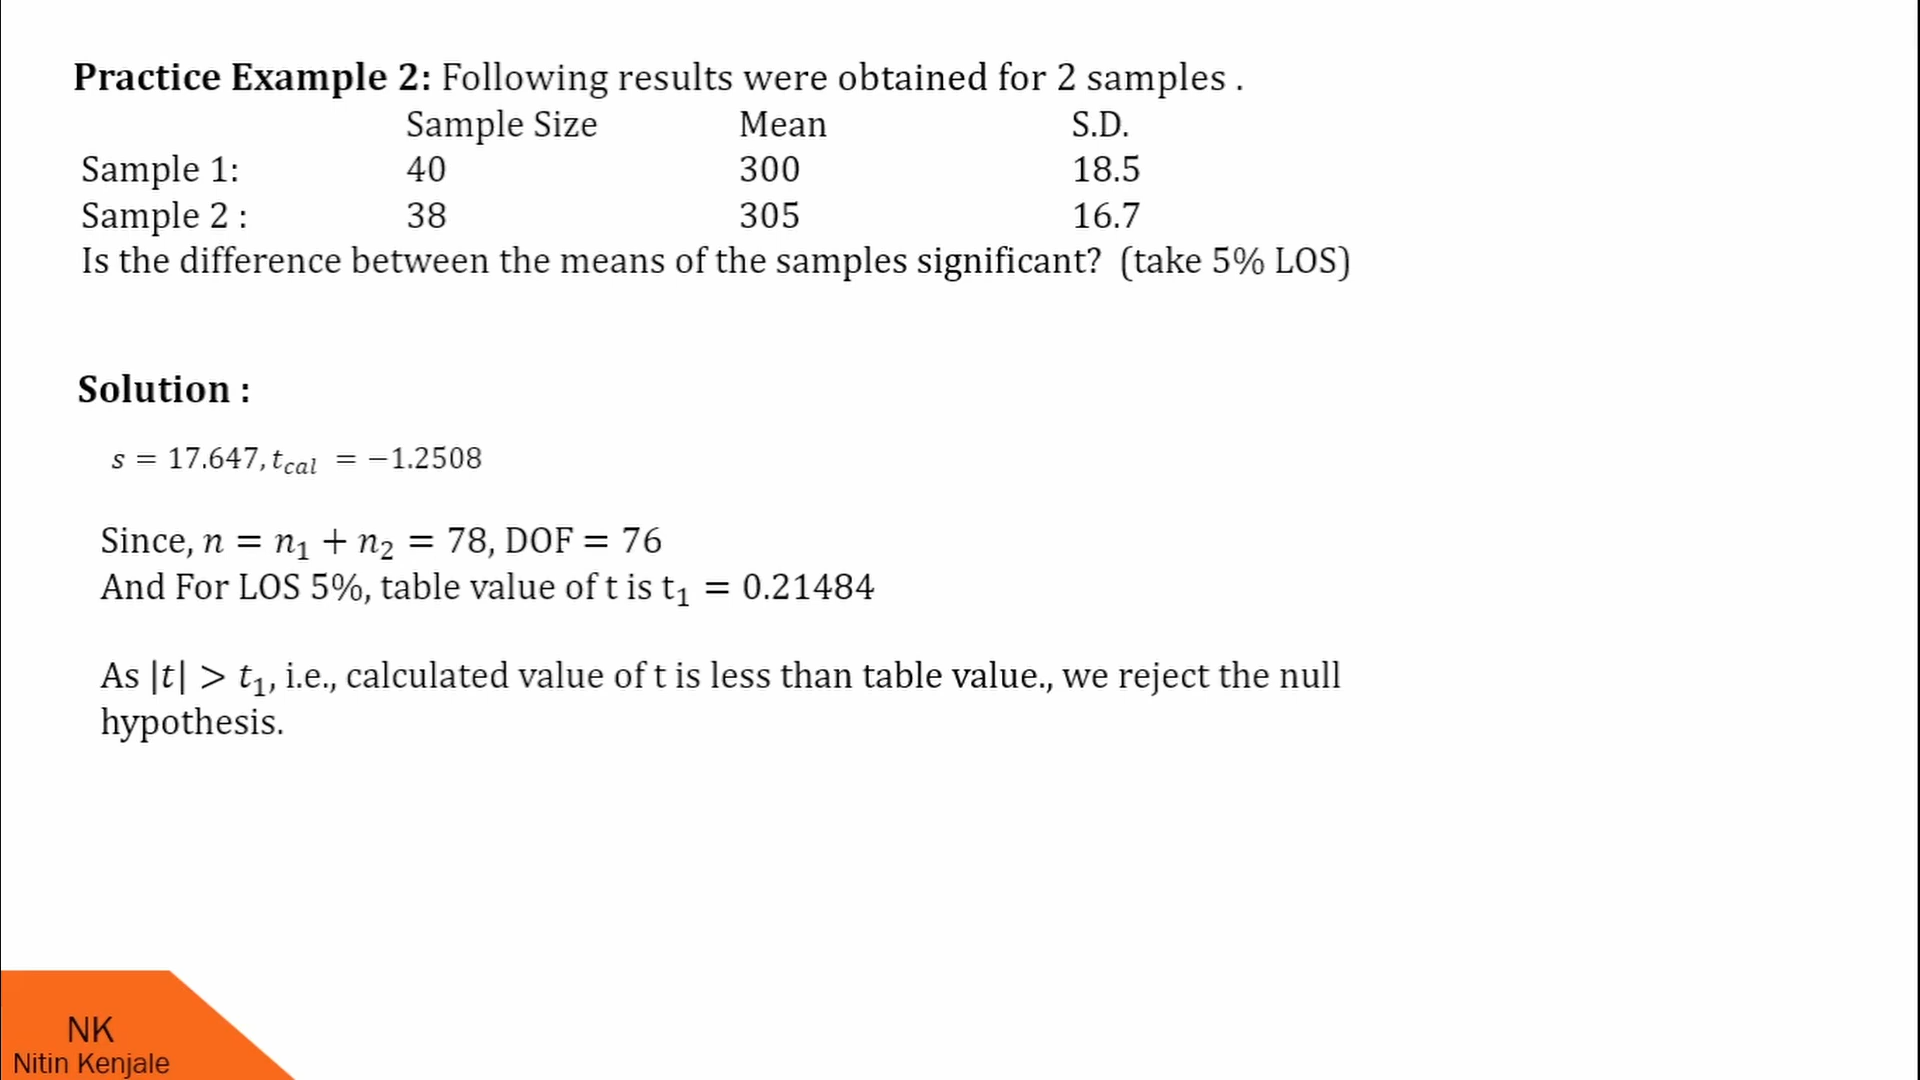 Practice Example 2: Following results were obtained for 2 samples .
Sample Size Mean S.D.
Sample 1: 40 300 18.5
Sample 2 : 38 305 16.7
Is the difference between the means of the samples significant? (take 5% LOS)
Solution :
s = 17.647, t_cal = −1.2508
Since, n = n₁ + n₂ = 78, DOF = 76
And For LOS 5%, table value of t is t₁ = 0.21484
As |t| > t₁, i.e., calculated value of t is less than table value., we reject the null
hypothesis.
NK
Nitin Kenjale